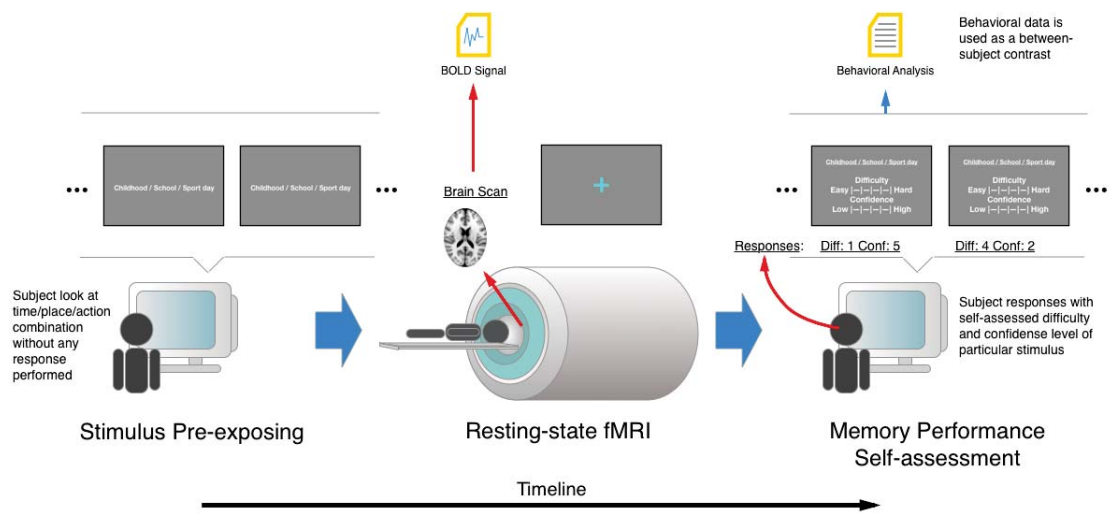 Behavioral data is
used as a between-
subject contrast
BOLD Signal
Behavioral Analysis
Childhood / School / Sport day
Childhood / School / Sport day
Brain Scan
Childhood / School / Sport day
Difficulty
Easy |—|—|—|—| Hard
Confidence
Low |—|—|—|—| High
Childhood / School / Sport day
Difficulty
Easy |—|—|—|—| Hard
Confidence
Low |—|—|—|—| High
Responses: Diff: 1 Conf: 5 Diff: 4 Conf: 2
Subject look at
time/place/action
combination
without any
response
performed
Subject responses with
self-assessed difficulty
and confidense level of
particular stimulus
Stimulus Pre-exposing
Resting-state fMRI
Memory Performance
Self-assessment
Timeline